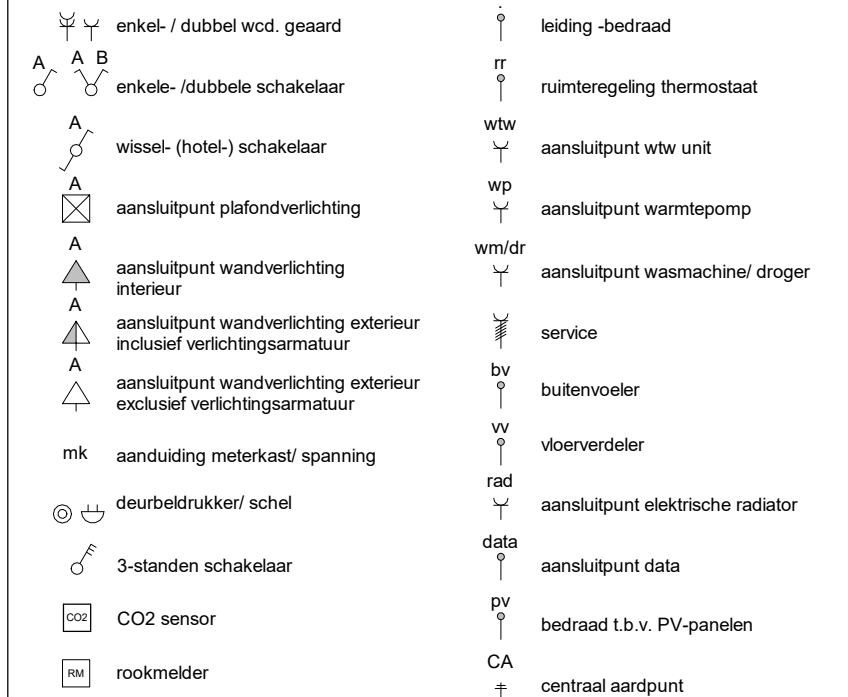 enkel- / dubbel wcd. geaard
A A B
enkele- /dubbele schakelaar
A
wissel- (hotel-) schakelaar
A
aansluitpunt plafondverlichting
A
aansluitpunt wandverlichting
interieur
A
aansluitpunt wandverlichting exterieur
inclusief verlichtingsarmatuur
A
aansluitpunt wandverlichting exterieur
exclusief verlichtingsarmatuur
mk aanduiding meterkast/ spanning
deurbeldrukker/ schel
3-standen schakelaar
CO2 CO2 sensor
RM rookmelder
leiding -bedraad
rr
ruimteregeling thermostaat
wtw
aansluitpunt wtw unit
wp
aansluitpunt warmtepomp
wm/dr
aansluitpunt wasmachine/ droger
service
bv
buitenvoeler
vv
vloerverdeler
rad
aansluitpunt elektrische radiator
data
aansluitpunt data
pv
bedraad t.b.v. PV-panelen
CA
centraal aardpunt